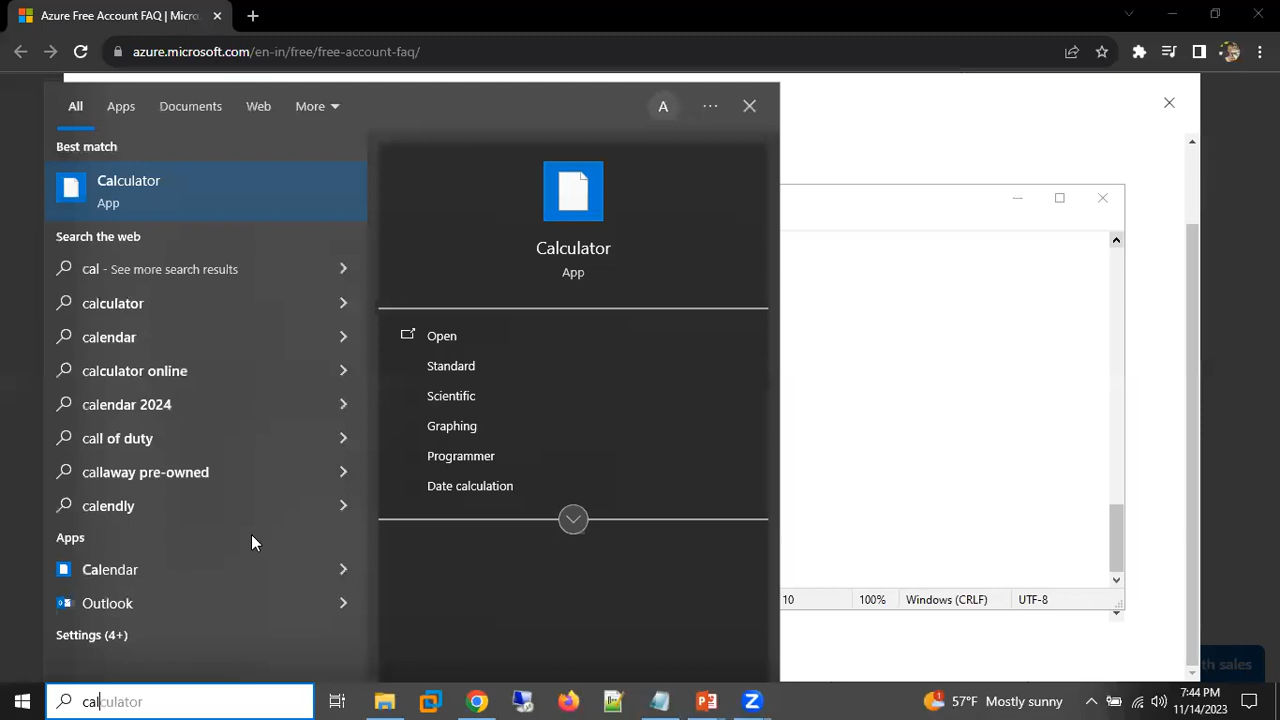 Azure Free Account FAQ | Micro
azure.microsoft.com/en-in/free/free-account-faq/
All Apps Documents Web More A ...
Best match
Calculator
App
Search the web
cal - See more search results
calculator
calendar
calculator online
calendar 2024
call of duty
callaway pre-owned
calendly
Apps
Calendar
Outlook
Settings (4+)
Calculator
App
Open
Standard
Scientific
Graphing
Programmer
Date calculation
10 100% Windows (CRLF) UTF-8
th sales
calculator
57°F Mostly sunny
7:44 PM
11/14/2023